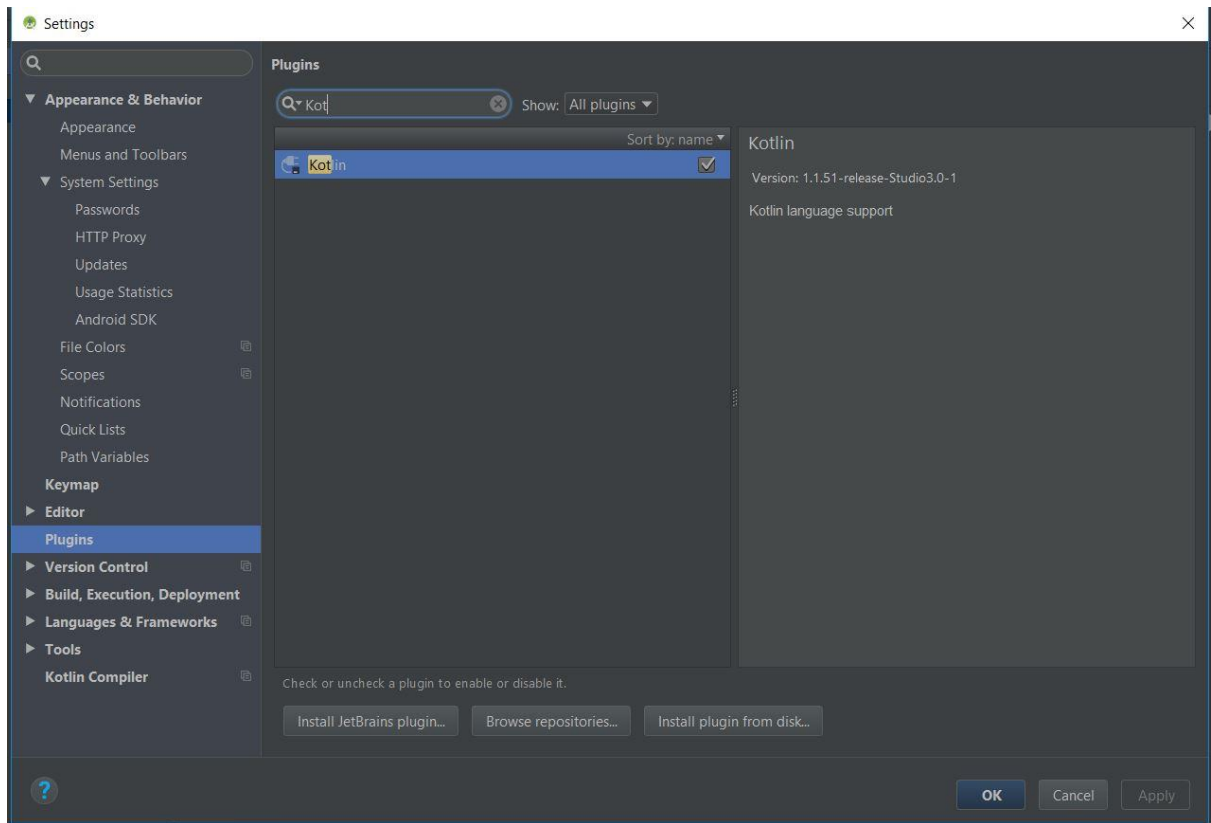 Settings
Plugins
Appearance & Behavior
Appearance
Menus and Toolbars
System Settings
Passwords
HTTP Proxy
Updates
Usage Statistics
Android SDK
File Colors
Scopes
Notifications
Quick Lists
Path Variables
Keymap
Editor
Plugins
Version Control
Build, Execution, Deployment
Languages & Frameworks
Tools
Kotlin Compiler
Kot
Show: All plugins
Sort by: name
Kotlin
Kotlin
Version: 1.1.51-release-Studio3.0-1
Kotlin language support
Check or uncheck a plugin to enable or disable it.
Install JetBrains plugin... Browse repositories... Install plugin from disk...
? OK Cancel Apply